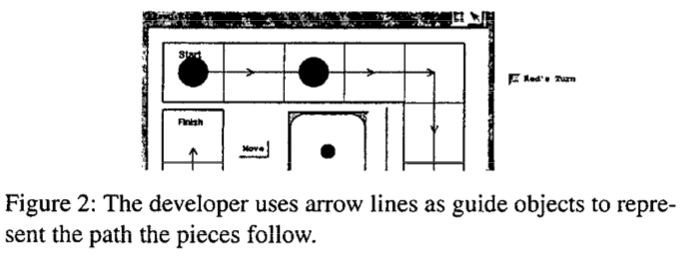 Start
Red's Turn
Finish
Move
Figure 2: The developer uses arrow lines as guide objects to repre-
sent the path the pieces follow.